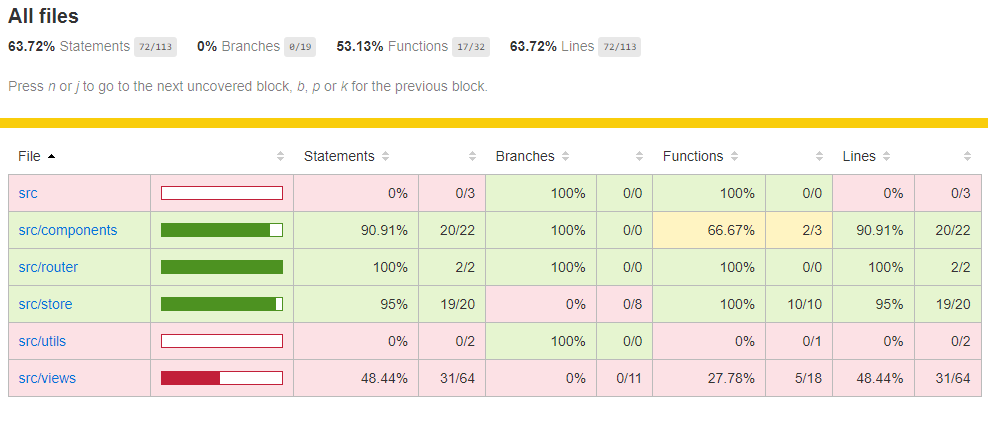 All files
63.72% Statements 72/113 0% Branches 0/19 53.13% Functions 17/32 63.72% Lines 72/113
Press n or j to go to the next uncovered block, b, p or k for the previous block.
File Statements Branches Functions Lines
src 0% 0/3 100% 0/0 100% 0/0 0% 0/3
src/components 90.91% 20/22 100% 0/0 66.67% 2/3 90.91% 20/22
src/router 100% 2/2 100% 0/0 100% 0/0 100% 2/2
src/store 95% 19/20 0% 0/8 100% 10/10 95% 19/20
src/utils 0% 0/2 100% 0/0 0% 0/1 0% 0/2
src/views 48.44% 31/64 0% 0/11 27.78% 5/18 48.44% 31/64